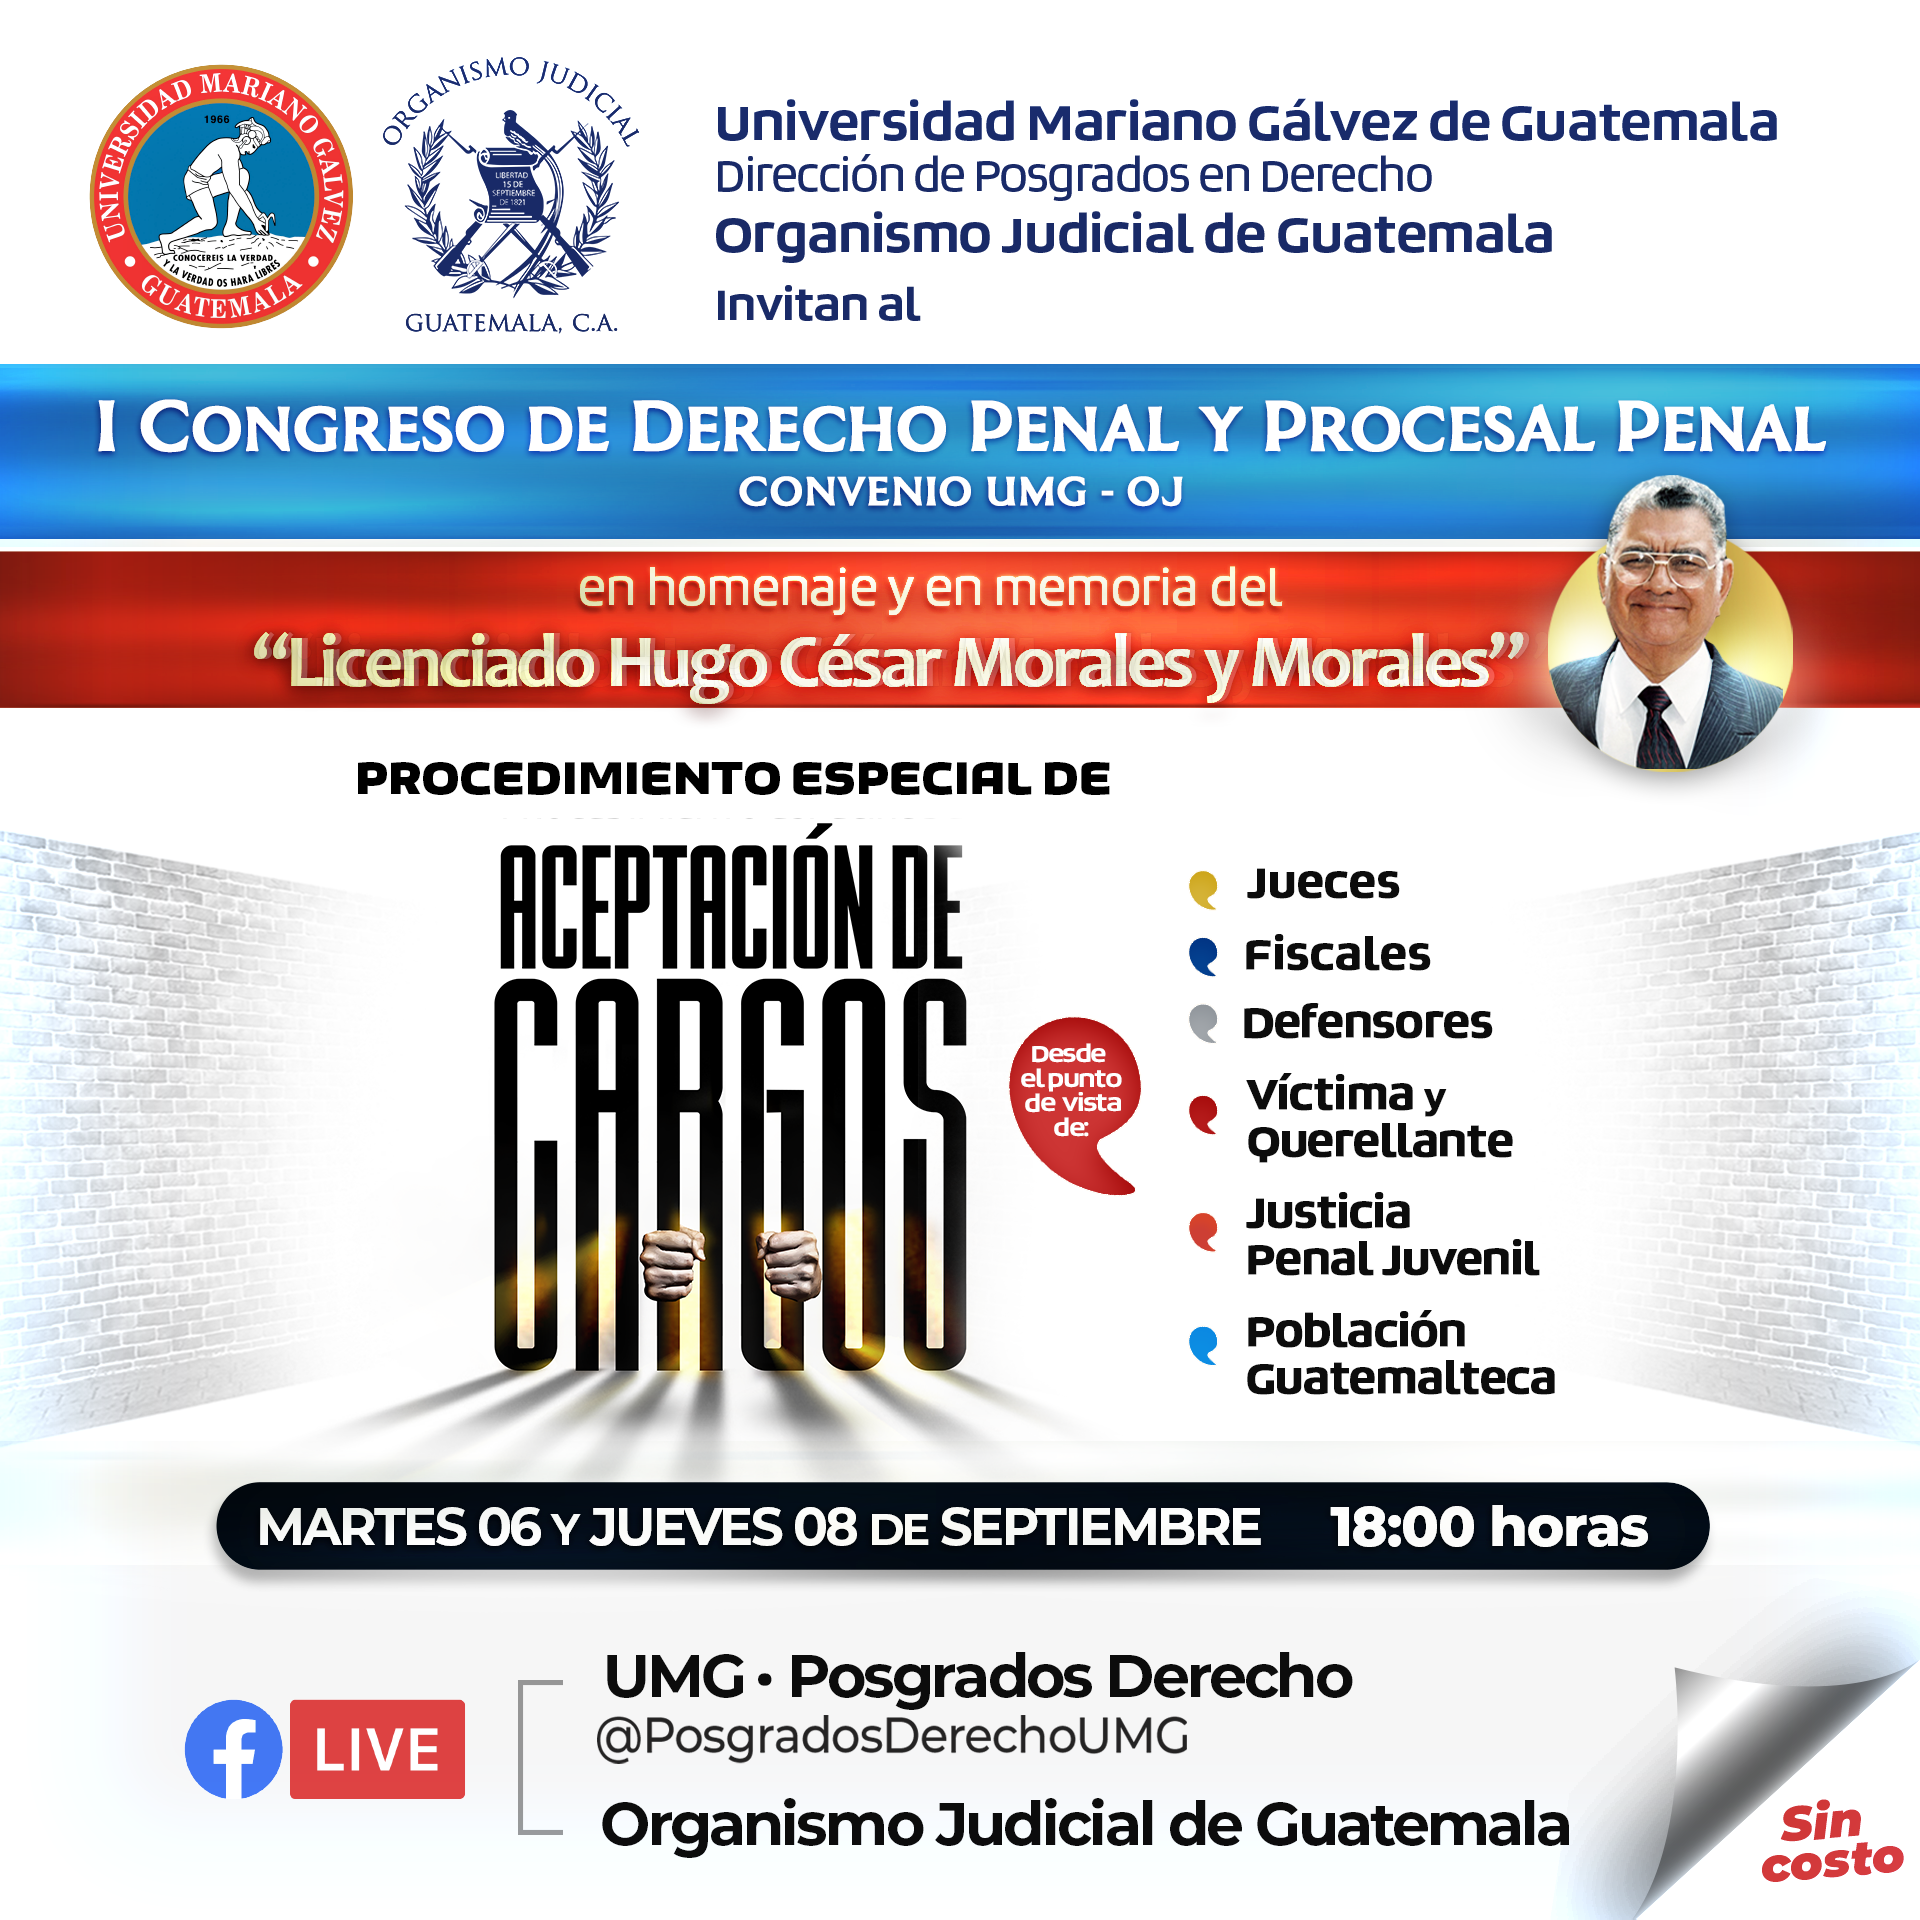 UNIVERSIDAD MARIANO GALVEZ
1966
CONOCEREIS LA VERDAD
Y LA VERDAD OS HARA LIBRES
GUATEMALA
ORGANISMO JUDICIAL
LIBERTAD
15 DE
SEPTIEMBRE
DE 1821
GUATEMALA, C.A.
Universidad Mariano Gálvez de Guatemala
Dirección de Posgrados en Derecho
Organismo Judicial de Guatemala
Invitan al
I CONGRESO DE DERECHO PENAL Y PROCESAL PENAL
CONVENIO UMG - OJ
en homenaje y en memoria del
“Licenciado Hugo César Morales y Morales”
PROCEDIMIENTO ESPECIAL DE
ACEPTACIÓN DE
CARGOS
Desde
el punto
de vista
de:
Jueces
Fiscales
Defensores
Víctima y
Querellante
Justicia
Penal Juvenil
Población
Guatemalteca
MARTES 06 Y JUEVES 08 DE SEPTIEMBRE 18:00 horas
f LIVE
UMG • Posgrados Derecho
@PosgradosDerechoUMG
Organismo Judicial de Guatemala
Sin
costo